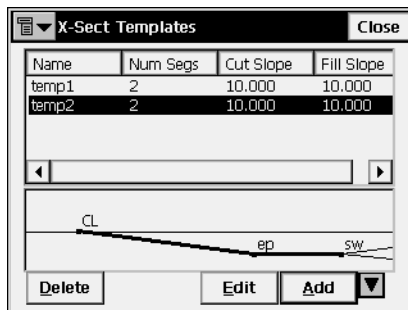 X-Sect Templates Close
Name Num Segs Cut Slope Fill Slope
temp1 2 10.000 10.000
temp2 2 10.000 10.000
CL
ep sw
Delete Edit Add